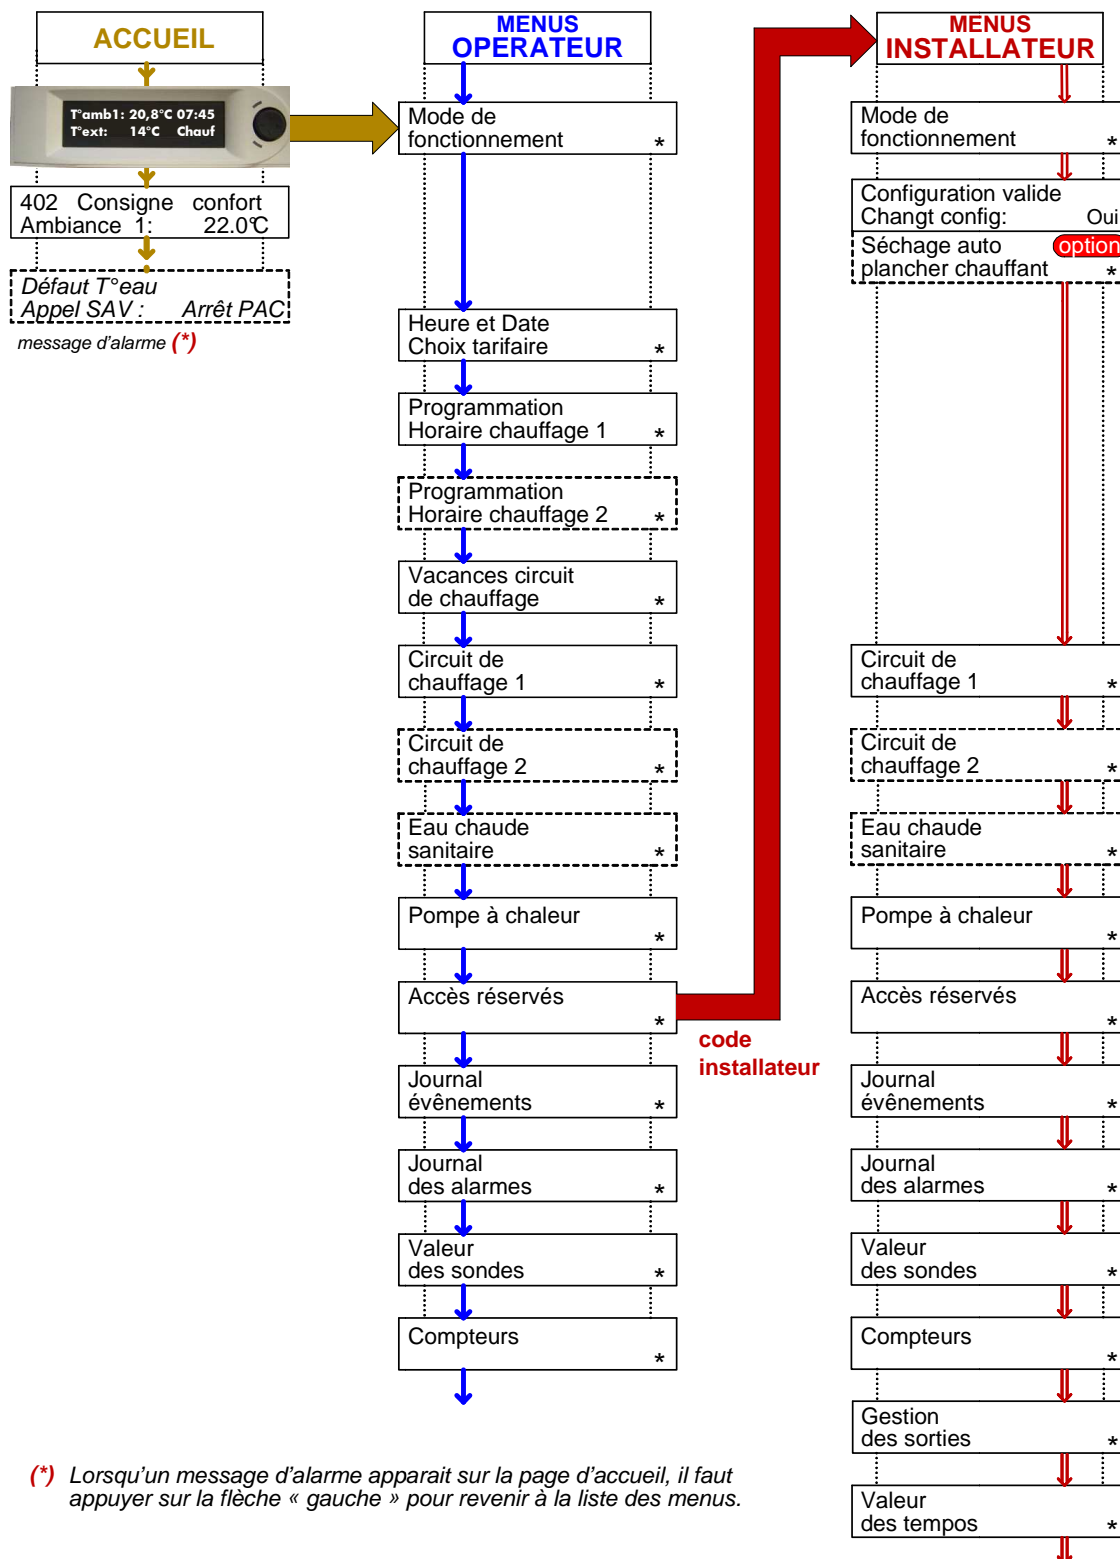 ACCUEIL
T°amb1: 20,8°C 07:45
T°ext: 14°C Chauf
402 Consigne confort
Ambiance 1: 22.0°C
Défaut T°eau
Appel SAV : Arrêt PAC
message d'alarme (*)
MENUS
OPERATEUR
Mode de
fonctionnement *
Heure et Date
Choix tarifaire *
Programmation
Horaire chauffage 1 *
Programmation
Horaire chauffage 2 *
Vacances circuit
de chauffage *
Circuit de
chauffage 1 *
Circuit de
chauffage 2 *
Eau chaude
sanitaire *
Pompe à chaleur
*
Accès réservés
*
code
installateur
Journal
évênements *
Journal
des alarmes *
Valeur
des sondes *
Compteurs
*
MENUS
INSTALLATEUR
Mode de
fonctionnement *
Configuration valide
Changt config: Oui
Séchage auto option
plancher chauffant *
Circuit de
chauffage 1 *
Circuit de
chauffage 2 *
Eau chaude
sanitaire *
Pompe à chaleur
*
Accès réservés
*
Journal
évênements *
Journal
des alarmes *
Valeur
des sondes *
Compteurs
*
Gestion
des sorties *
Valeur
des tempos *
(*) Lorsqu'un message d'alarme apparait sur la page d'accueil, il faut
appuyer sur la flèche « gauche » pour revenir à la liste des menus.